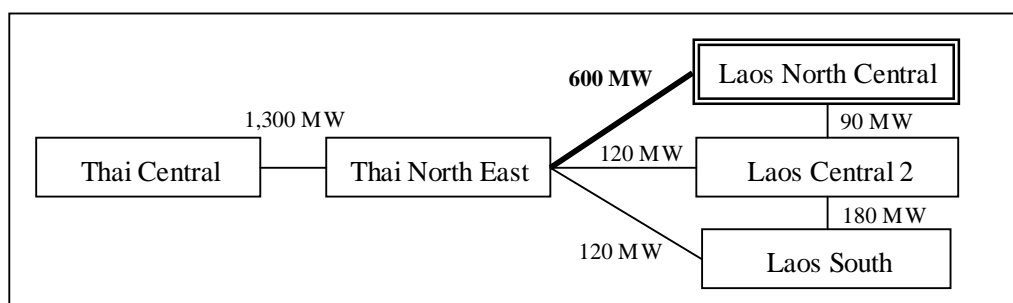 600 MW
Laos North Central
1,300 MW
90 MW
Thai Central
Thai North East
120 MW
Laos Central 2
180 MW
120 MW
Laos South